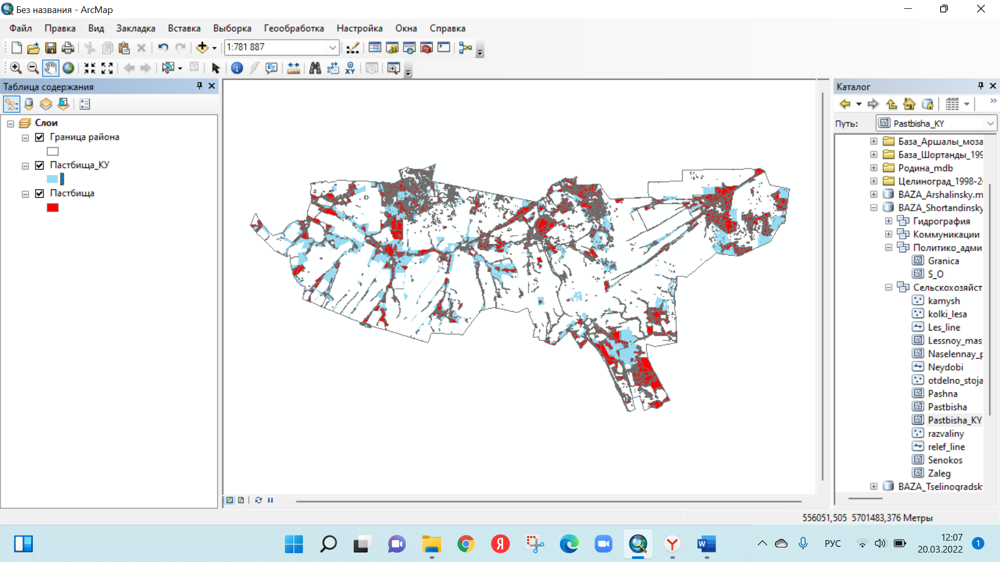 Без названия - ArcMap
Файл Правка Вид Закладка Вставка Выборка Геообработка Настройка Окна Справка
1:781 887
XY
Таблица содержания
Слои
Граница района
Пастбища_КУ
Пастбища
Каталог
Путь: Pastbisha_KY
База_Аршалы_моза
База_Шортанды_199
Родина_mdb
Целиноград_1998-2
BAZA_Arshalinsky.m
BAZA_Shortandinsky
Гидрография
Коммуникации
Политико_адми
Granica
S_O
Сельскохозяйст
kamysh
kolki_lesa
Les_line
Lessnoy_mas
Naselennay_p
Neydobi
otdelno_stoja
Pashna
Pastbisha
Pastbisha_KY
razvaliny
relef_line
Senokos
Zaleg
BAZA_Tselinogradsk
556051,505 5701483,376 Метры
Я
W
РУС
12:07
20.03.2022
1